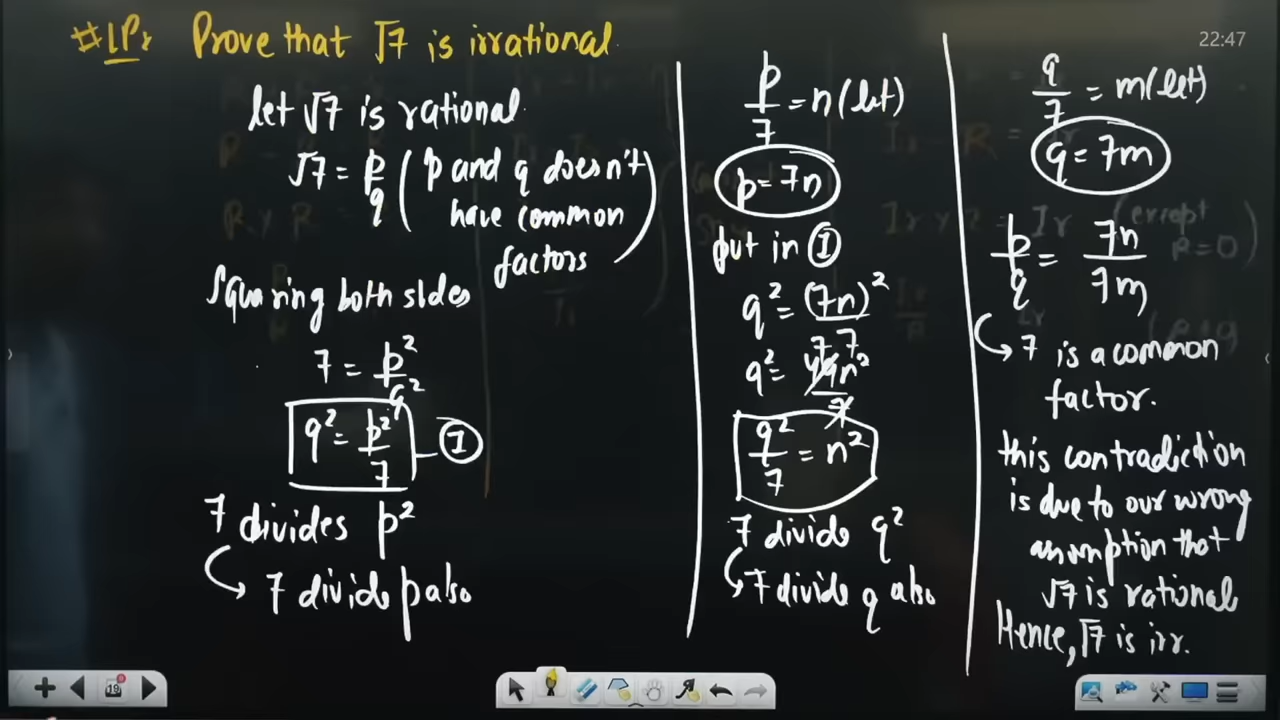 #LP: Prove that √7 is irrational
22:47
let √7 is rational
√7 = p/q (p and q doesn't
have common
factors)
Squaring both sides
7 = p²/q²
q² = p²/7 — ①
7 divides p²
↳ 7 divide p also
p/7 = n (let)
p = 7n
put in ①
q² = (7n)²/7
q² = 49n²/7
q²/7 = n²
7 divide q²
↳ 7 divide q also
q/7 = m (let)
q = 7m
p/q = 7n/7m
↳ 7 is a common
factor.
this contradiction
is due to our wrong
assumption that
√7 is rational
Hence, √7 is irr.
19